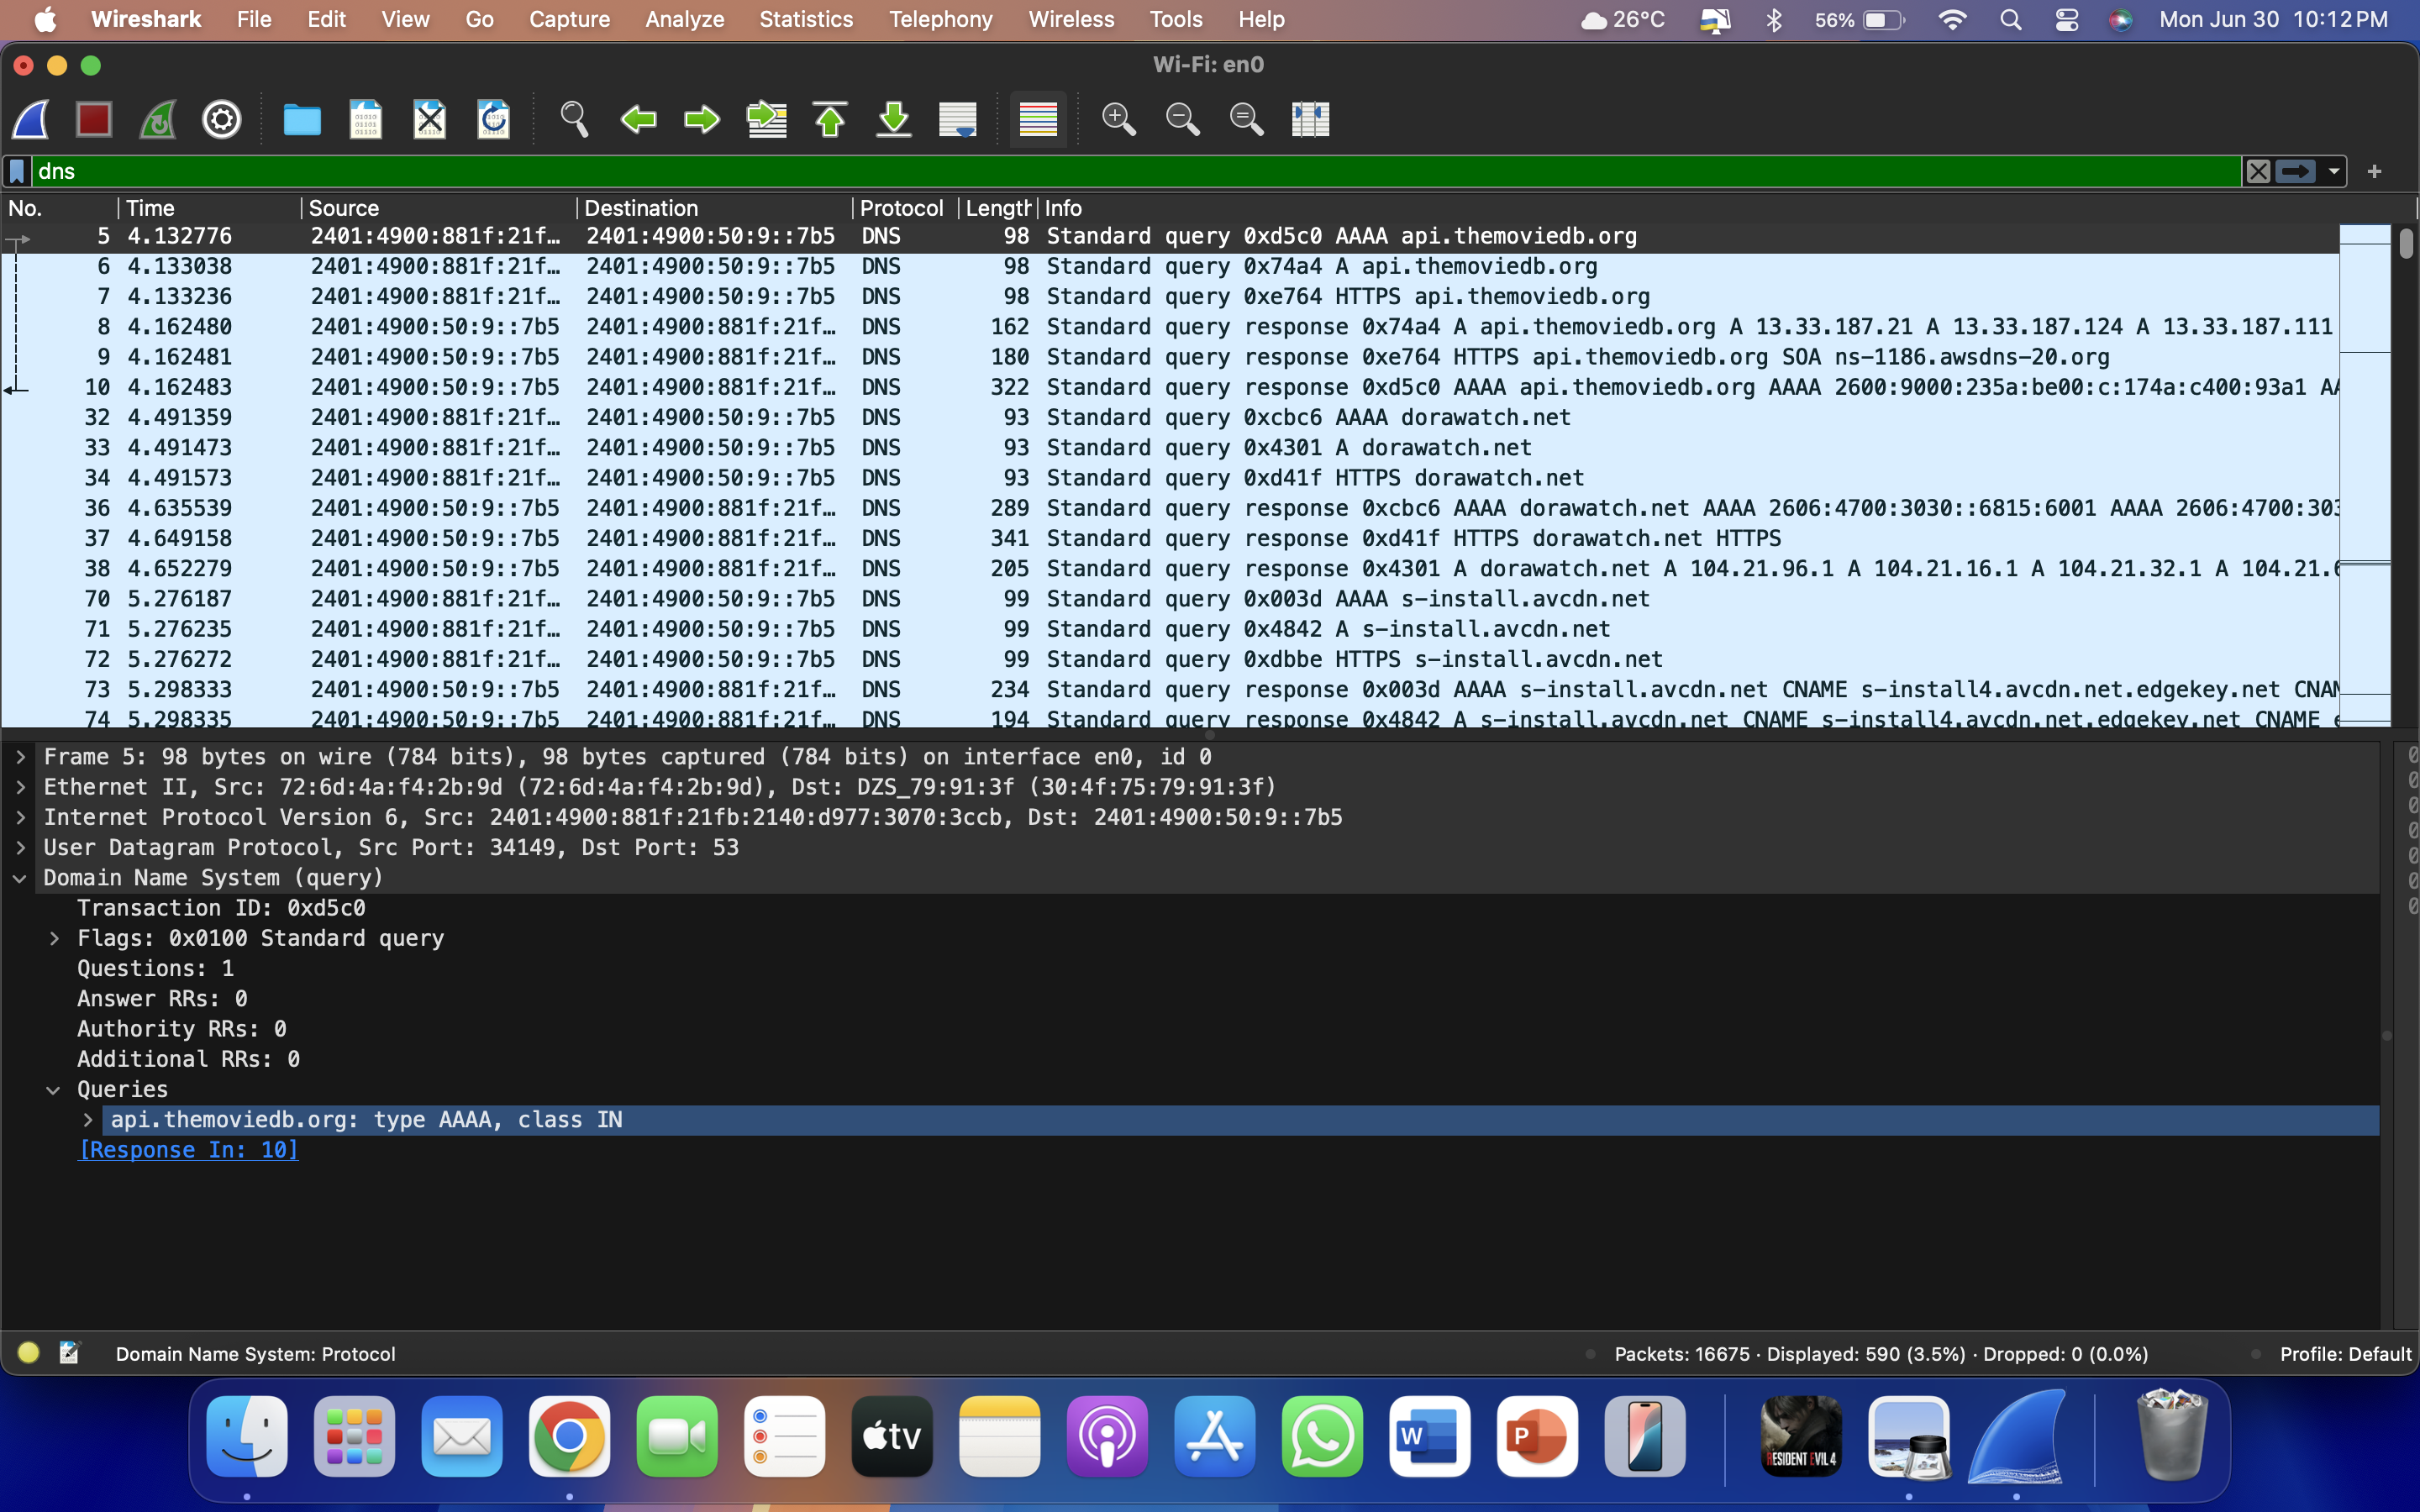 Wireshark File Edit View Go Capture Analyze Statistics Telephony Wireless Tools Help 26°C 56% Mon Jun 30 10:12 PM
Wi-Fi: en0
dns
No. Time Source Destination Protocol Length Info
5 4.132776 2401:4900:881f:21f… 2401:4900:50:9::7b5 DNS 98 Standard query 0xd5c0 AAAA api.themoviedb.org
6 4.133038 2401:4900:881f:21f… 2401:4900:50:9::7b5 DNS 98 Standard query 0x74a4 A api.themoviedb.org
7 4.133236 2401:4900:881f:21f… 2401:4900:50:9::7b5 DNS 98 Standard query 0xe764 HTTPS api.themoviedb.org
8 4.162480 2401:4900:50:9::7b5 2401:4900:881f:21f… DNS 162 Standard query response 0x74a4 A api.themoviedb.org A 13.33.187.21 A 13.33.187.124 A 13.33.187.111
9 4.162481 2401:4900:50:9::7b5 2401:4900:881f:21f… DNS 180 Standard query response 0xe764 HTTPS api.themoviedb.org SOA ns-1186.awsdns-20.org
10 4.162483 2401:4900:50:9::7b5 2401:4900:881f:21f… DNS 322 Standard query response 0xd5c0 AAAA api.themoviedb.org AAAA 2600:9000:235a:be00:c:174a:c400:93a1
32 4.491359 2401:4900:881f:21f… 2401:4900:50:9::7b5 DNS 93 Standard query 0xcbc6 AAAA dorawatch.net
33 4.491473 2401:4900:881f:21f… 2401:4900:50:9::7b5 DNS 93 Standard query 0x4301 A dorawatch.net
34 4.491573 2401:4900:881f:21f… 2401:4900:50:9::7b5 DNS 93 Standard query 0xd41f HTTPS dorawatch.net
36 4.635539 2401:4900:50:9::7b5 2401:4900:881f:21f… DNS 289 Standard query response 0xcbc6 AAAA dorawatch.net AAAA 2606:4700:3030::6815:6001 AAAA 2606:4700:303
37 4.649158 2401:4900:50:9::7b5 2401:4900:881f:21f… DNS 341 Standard query response 0xd41f HTTPS dorawatch.net HTTPS
38 4.652279 2401:4900:50:9::7b5 2401:4900:881f:21f… DNS 205 Standard query response 0x4301 A dorawatch.net A 104.21.96.1 A 104.21.16.1 A 104.21.32.1 A 104.21.6
70 5.276187 2401:4900:881f:21f… 2401:4900:50:9::7b5 DNS 99 Standard query 0x003d AAAA s-install.avcdn.net
71 5.276235 2401:4900:881f:21f… 2401:4900:50:9::7b5 DNS 99 Standard query 0x4842 A s-install.avcdn.net
72 5.276272 2401:4900:881f:21f… 2401:4900:50:9::7b5 DNS 99 Standard query 0xdbbe HTTPS s-install.avcdn.net
73 5.298333 2401:4900:50:9::7b5 2401:4900:881f:21f… DNS 234 Standard query response 0x003d AAAA s-install.avcdn.net CNAME s-install4.avcdn.net.edgekey.net CNAM
74 5.298335 2401:4900:50:9::7b5 2401:4900:881f:21f… DNS 194 Standard query response 0x4842 A s-install.avcdn.net CNAME s-install4.avcdn.net.edgekey.net CNAME e
Frame 5: 98 bytes on wire (784 bits), 98 bytes captured (784 bits) on interface en0, id 0
Ethernet II, Src: 72:6d:4a:f4:2b:9d (72:6d:4a:f4:2b:9d), Dst: DZS_79:91:3f (30:4f:75:79:91:3f)
Internet Protocol Version 6, Src: 2401:4900:881f:21fb:2140:d977:3070:3ccb, Dst: 2401:4900:50:9::7b5
User Datagram Protocol, Src Port: 34149, Dst Port: 53
Domain Name System (query)
Transaction ID: 0xd5c0
Flags: 0x0100 Standard query
Questions: 1
Answer RRs: 0
Authority RRs: 0
Additional RRs: 0
Queries
api.themoviedb.org: type AAAA, class IN
[Response In: 10]
Domain Name System: Protocol Packets: 16675 · Displayed: 590 (3.5%) · Dropped: 0 (0.0%) Profile: Default
tv
W
P
RESIDENT EVIL 4